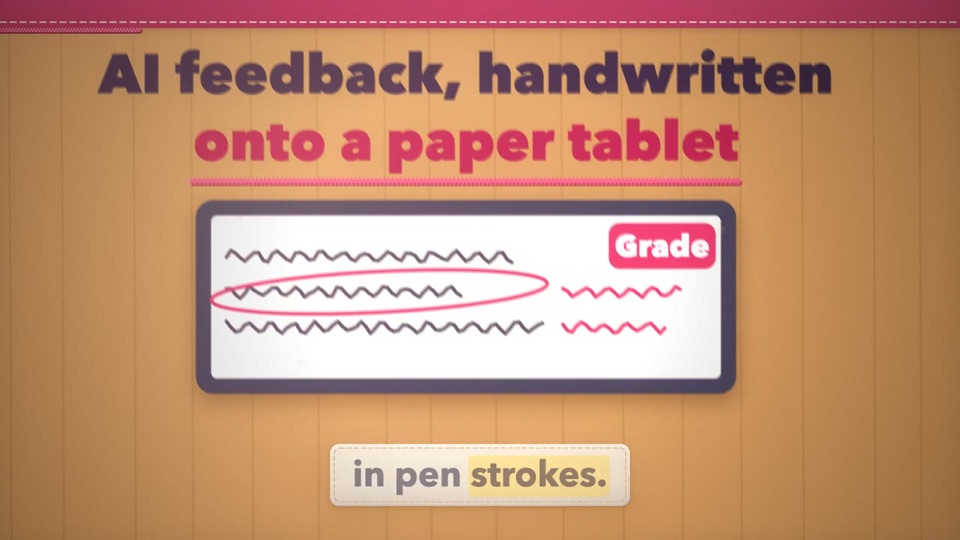 AI feedback, handwritten
onto a paper tablet
Grade
in pen strokes.